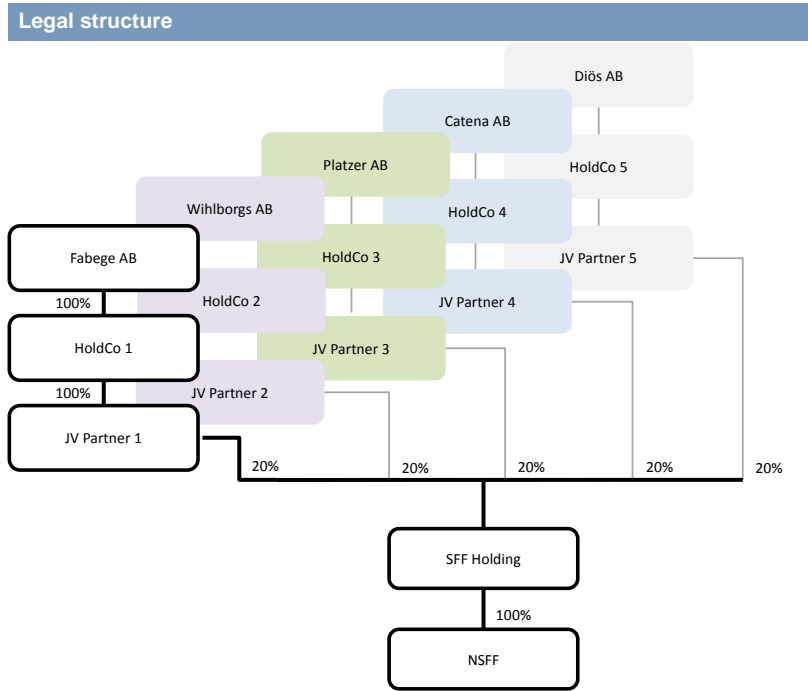 Legal structure
Diös AB
Catena AB
Platzer AB
HoldCo 5
Wihlborgs AB
HoldCo 4
Fabege AB
HoldCo 3
JV Partner 5
100%
HoldCo 2
JV Partner 4
HoldCo 1
JV Partner 3
100%
JV Partner 2
JV Partner 1
20%
20%
20%
20%
20%
SFF Holding
100%
NSFF